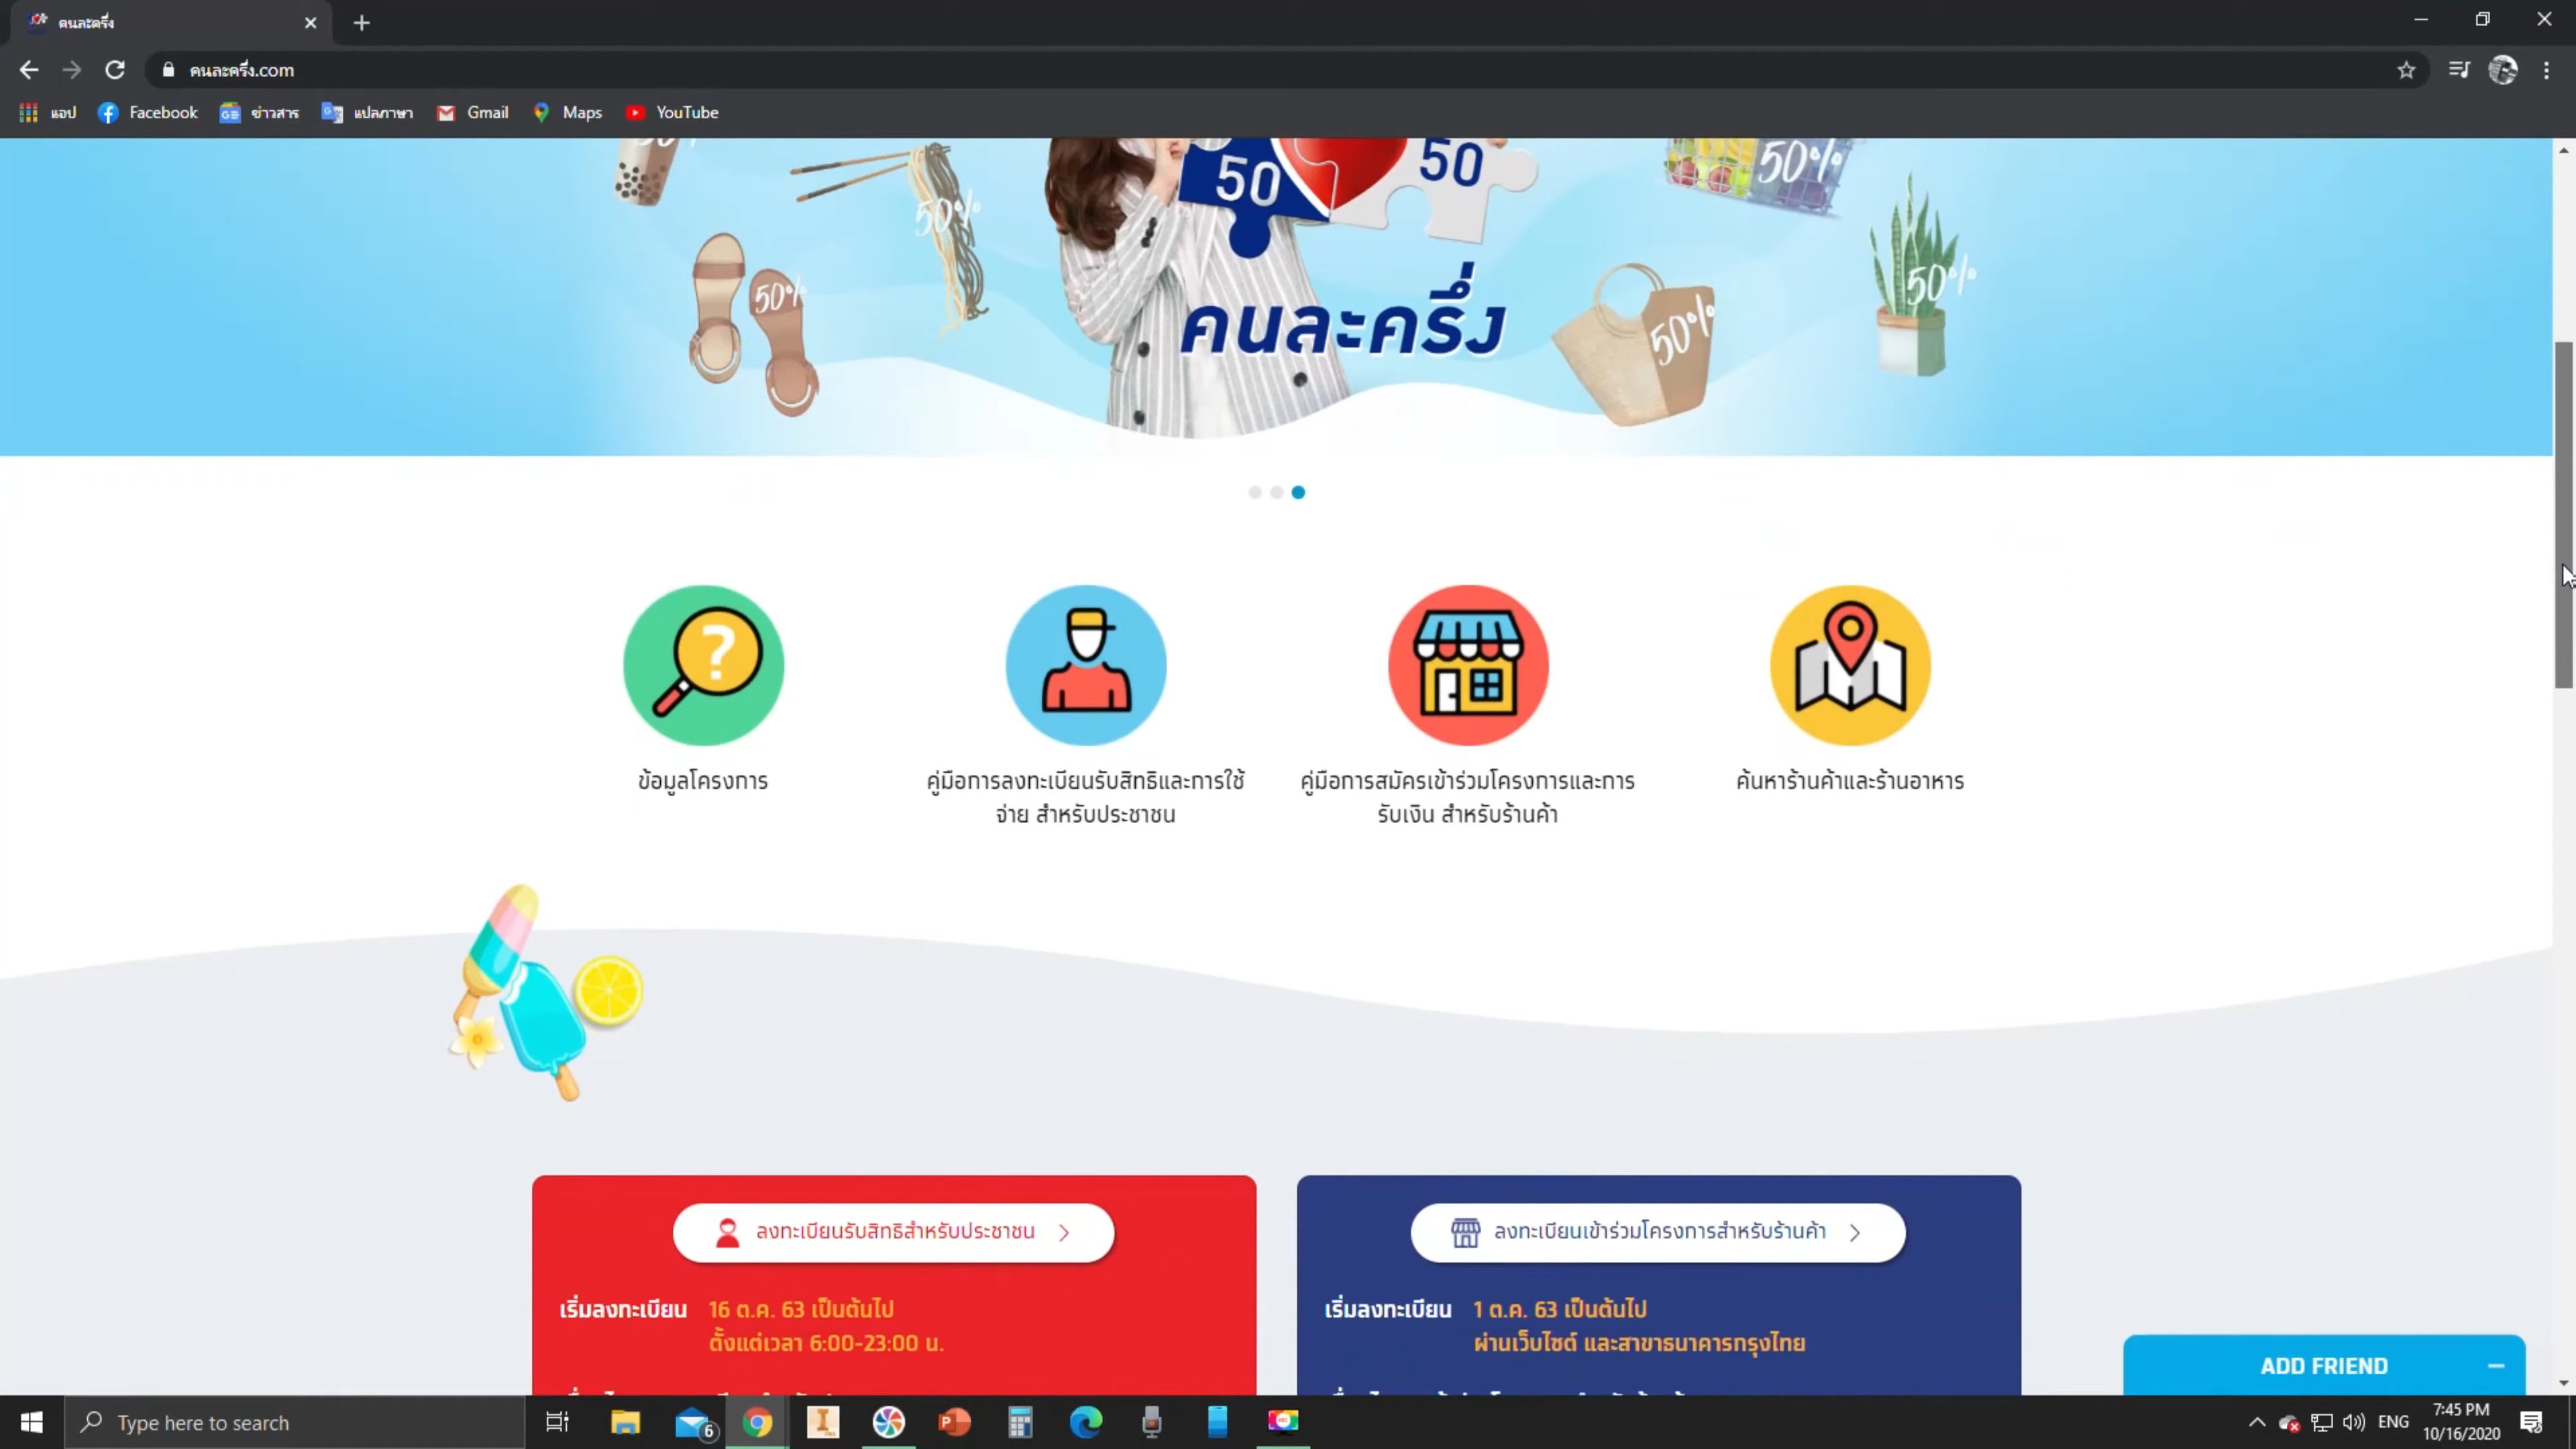 คนละครึ่ง
คนละครึ่ง.com
แอป
Facebook
ข่าวสาร
แปลภาษา
Gmail
Maps
YouTube
50
50
50%
50%
50%
50%
50%
คนละครึ่ง
?
ข้อมูลโครงการ
คู่มือการลงทะเบียนรับสิทธิและการใช้
จ่าย สำหรับประชาชน
คู่มือการสมัครเข้าร่วมโครงการและการ
รับเงิน สำหรับร้านค้า
ค้นหาร้านค้าและร้านอาหาร
ลงทะเบียนรับสิทธิสำหรับประชาชน
เริ่มลงทะเบียน 16 ต.ค. 63 เป็นต้นไป
ตั้งแต่เวลา 6:00-23:00 น.
ลงทะเบียนเข้าร่วมโครงการสำหรับร้านค้า
เริ่มลงทะเบียน 1 ต.ค. 63 เป็นต้นไป
ผ่านเว็บไซต์ และสาขาธนาคารกรุงไทย
ADD FRIEND
Type here to search
6
ENG
7:45 PM
10/16/2020